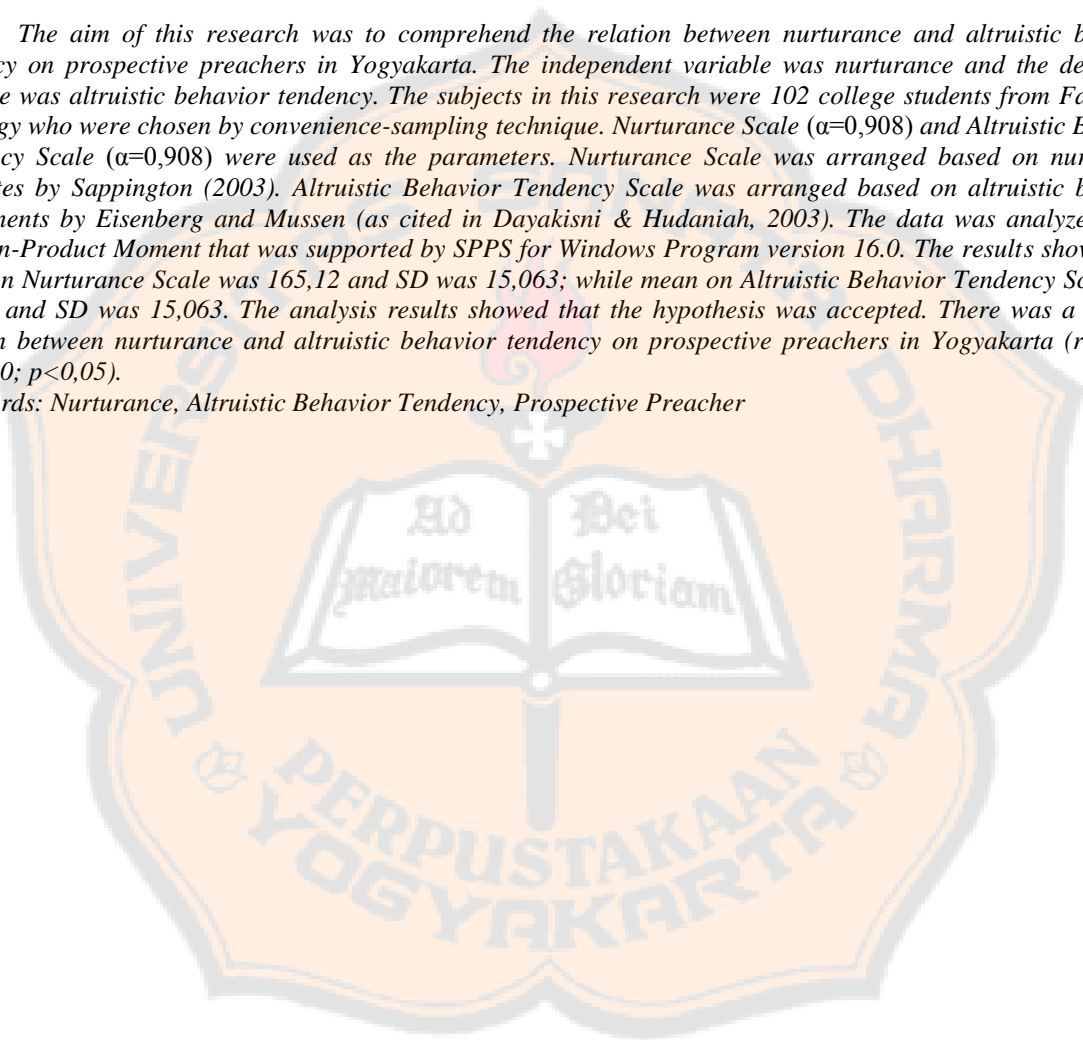 The aim of this research was to comprehend the relation between nurturance and altruistic b
cy on prospective preachers in Yogyakarta. The independent variable was nurturance and the de
e was altruistic behavior tendency. The subjects in this research were 102 college students from Fa
gy who were chosen by convenience-sampling technique. Nurturance Scale (α=0,908) and Altruistic B
cy Scale (α=0,908) were used as the parameters. Nurturance Scale was arranged based on nur
tes by Sappington (2003). Altruistic Behavior Tendency Scale was arranged based on altruistic b
ments by Eisenberg and Mussen (as cited in Dayakisni & Hudaniah, 2003). The data was analyze
n-Product Moment that was supported by SPPS for Windows Program version 16.0. The results show
n Nurturance Scale was 165,12 and SD was 15,063; while mean on Altruistic Behavior Tendency Sc
and SD was 15,063. The analysis results showed that the hypothesis was accepted. There was a
n between nurturance and altruistic behavior tendency on prospective preachers in Yogyakarta (r
0; p<0,05).
rds: Nurturance, Altruistic Behavior Tendency, Prospective Preacher
UNIVERSITAS SANATA DHARMA
Ad Dei
Maiorem Gloriam
PERPUSTAKAAN
YOGYAKARTA